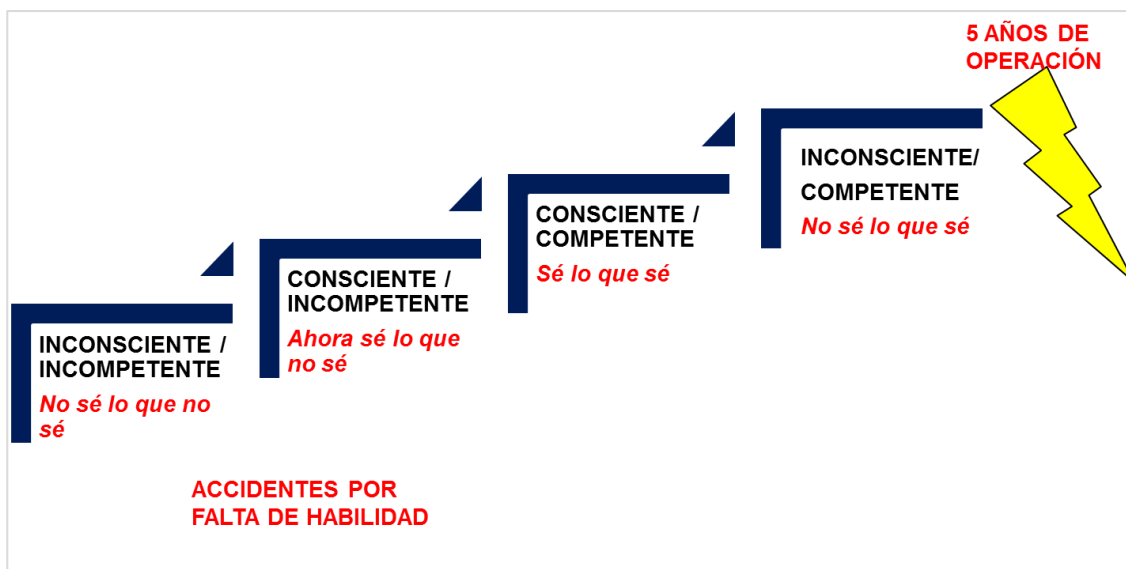 5 AÑOS DE
OPERACIÓN
INCONSCIENTE/
COMPETENTE
No sé lo que sé
CONSCIENTE /
COMPETENTE
Sé lo que sé
CONSCIENTE /
INCOMPETENTE
Ahora sé lo que
no sé
INCONSCIENTE /
INCOMPETENTE
No sé lo que no
sé
ACCIDENTES POR
FALTA DE HABILIDAD